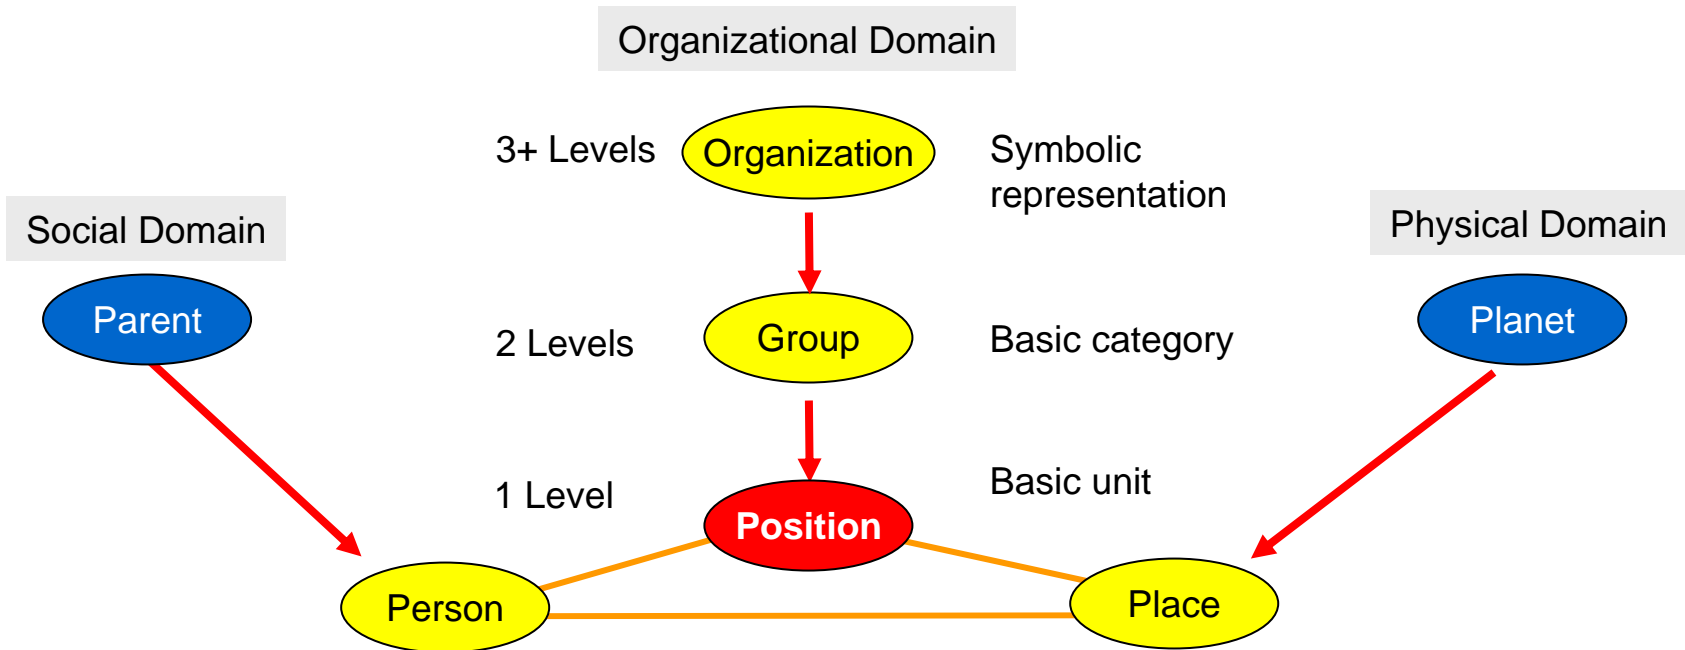 Organizational Domain
3+ Levels
Organization
Symbolic
representation
Social Domain
Physical Domain
Parent
Planet
2 Levels
Group
Basic category
1 Level
Position
Basic unit
Person
Place